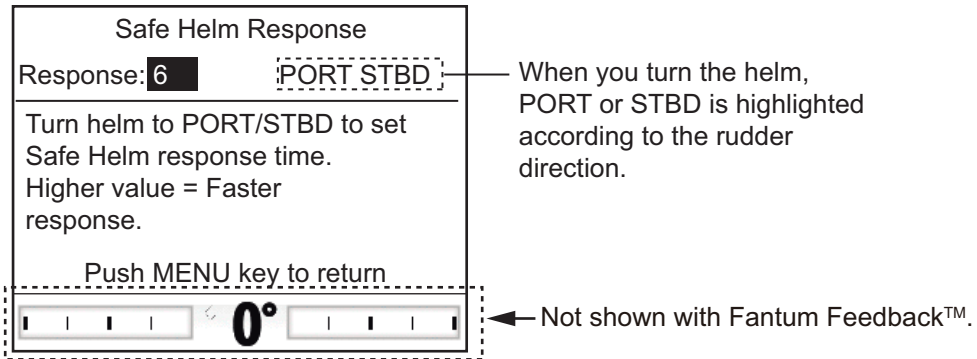 Safe Helm Response
Response: 6 PORT STBD
Turn helm to PORT/STBD to set
Safe Helm response time.
Higher value = Faster
response.
Push MENU key to return
0°
When you turn the helm,
PORT or STBD is highlighted
according to the rudder
direction.
Not shown with Fantum Feedback™.